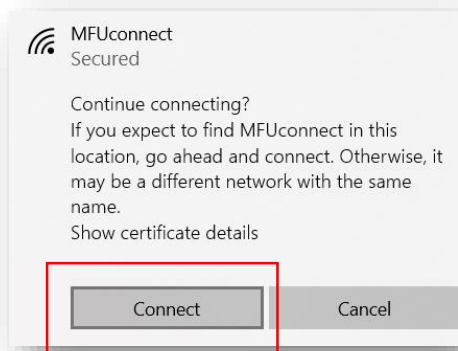 MFUconnect
Secured
Continue connecting?
If you expect to find MFUconnect in this
location, go ahead and connect. Otherwise, it
may be a different network with the same
name.
Show certificate details
Connect
Cancel